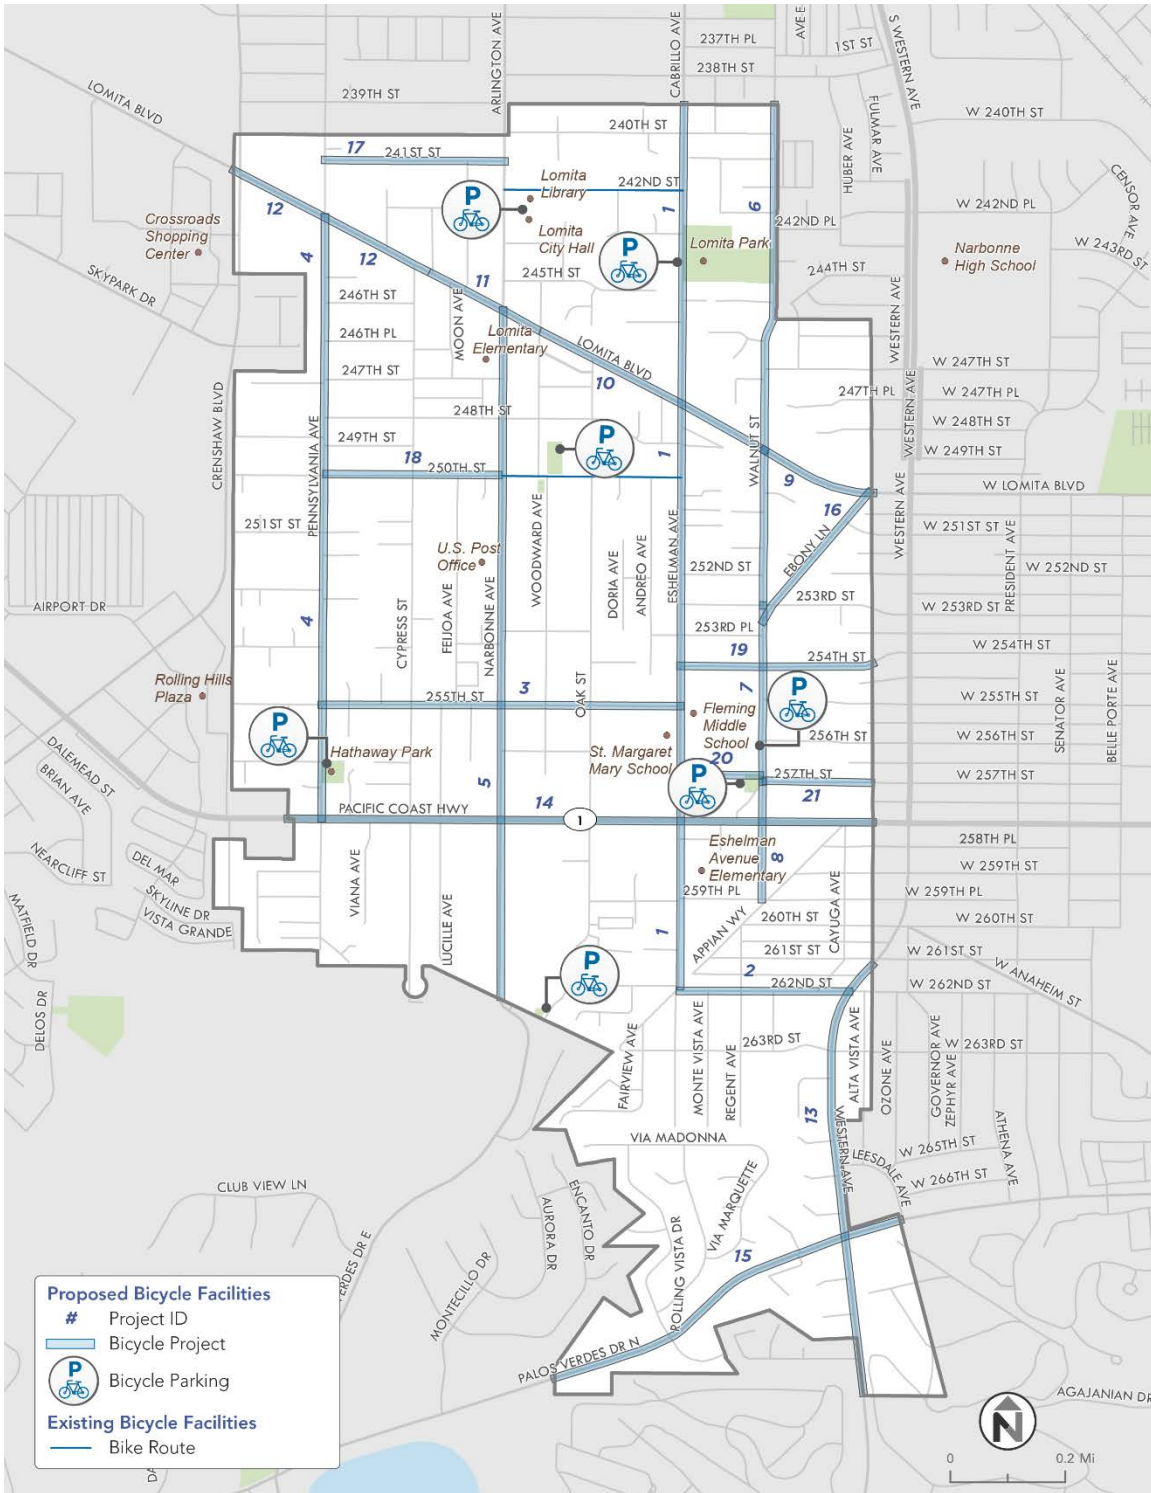 ARLINGTON AVE
CABRILLO AVE
AVE E
237TH PL
1ST ST
S WESTERN AVE
238TH ST
LOMITA BLVD
239TH ST
240TH ST
HUBER AVE
FULMAR AVE
W 240TH ST
17
241ST ST
CENSOR AVE
Lomita
Library
242ND ST
12
1
6
W 242ND PL
242ND PL
Crossroads
Shopping
Center
P
Lomita
City Hall
P
Lomita Park
Narbonne
High School
W 243RD ST
4
12
SKYPARK DR
11
245TH ST
244TH ST
246TH ST
WESTERN AVE
246TH PL
MOON AVE
Lomita
Elementary
LOMITA BLVD
W 247TH ST
247TH ST
10
247TH PL
W 247TH PL
CRENSHAW BLVD
WESTERN AVE
248TH ST
W 248TH ST
PENNSYLVANIA AVE
249TH ST
P
1
WALNUT ST
W 249TH ST
18
250TH ST
9
W LOMITA BLVD
16
251ST ST
WESTERN AVE
W 251ST ST
PRESIDENT AVE
U.S. Post
Office
WOODWARD AVE
DORIA AVE
ANDREO AVE
ESHELMAN AVE
252ND ST
EBONY LN
W 252ND ST
AIRPORT DR
4
CYPRESS ST
FEIJOA AVE
NARBONNE AVE
253RD ST
W 253RD ST
253RD PL
19
254TH ST
W 254TH ST
Rolling Hills
Plaza
255TH ST
3
OAK ST
7
P
W 255TH ST
SENATOR AVE
BELLE PORTE AVE
Fleming
Middle
School
P
Hathaway Park
St. Margaret
Mary School
256TH ST
W 256TH ST
DALEMEAD ST
BRIAN AVE
20
P
257TH ST
W 257TH ST
5
21
PACIFIC COAST HWY
14
1
NEARCLIFF ST
DEL MAR
SKYLINE DR
VISTA GRANDE
VIANA AVE
Eshelman
Avenue
Elementary
8
258TH PL
W 259TH ST
259TH PL
W 259TH PL
MATFIELD DR
LUCILLE AVE
APPIAN WY
CAYUGA AVE
260TH ST
W 260TH ST
1
261ST ST
W 261ST ST
P
2
W ANAHEIM ST
262ND ST
W 262ND ST
DELOS DR
FAIRVIEW AVE
MONTE VISTA AVE
REGENT AVE
263RD ST
ALTA VISTA AVE
OZONE AVE
GOVERNOR AVE
ZEPHYR AVE
W 263RD ST
13
WESTERN AVE
ATHENA AVE
VIA MADONNA
LEESDALE AVE
W 265TH ST
W 266TH ST
CLUB VIEW LN
ENCANTO DR
AURORA DR
VIA MARQUETTE
ROLLING VISTA DR
15
VERDES DR E
MONTECILLO DR
PALOS VERDES DR N
AGAJANIAN DR
Proposed Bicycle Facilities
# Project ID
Bicycle Project
P Bicycle Parking
Existing Bicycle Facilities
Bike Route
N
0 0.2 Mi